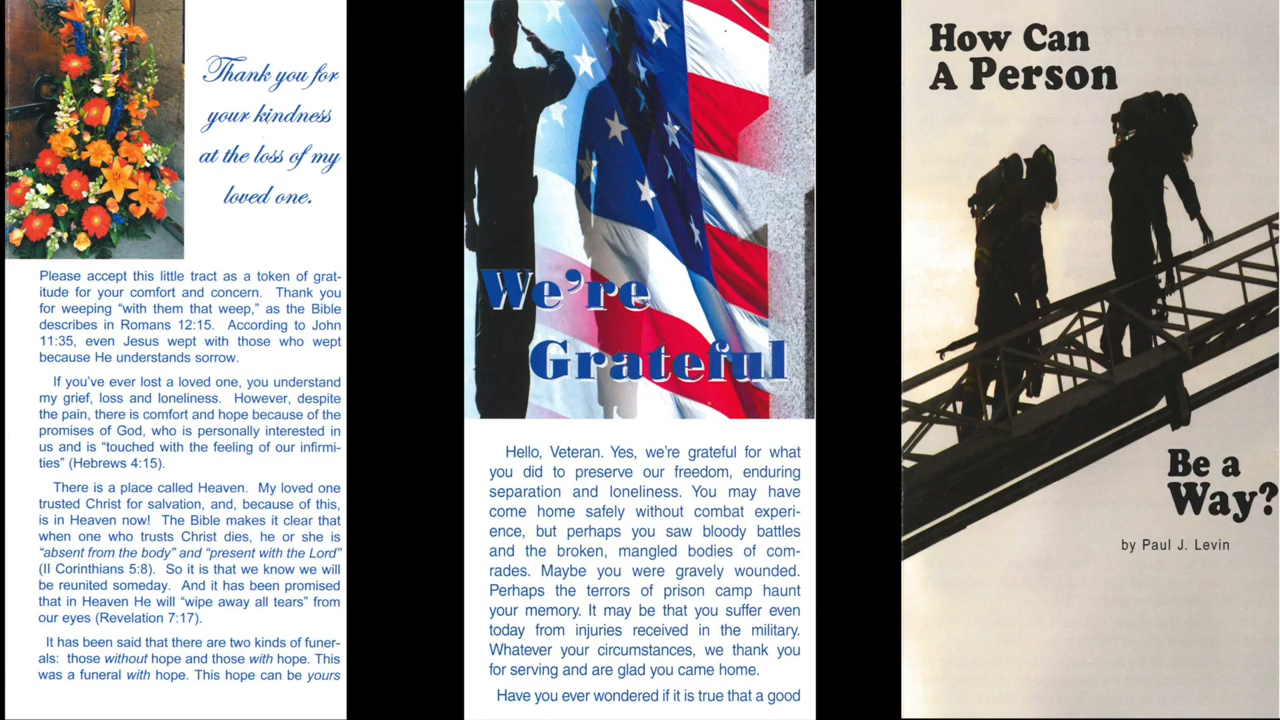 Thank you for
your kindness
at the loss of my
loved one.
Please accept this little tract as a token of grat-
itude for your comfort and concern. Thank you
for weeping “with them that weep,” as the Bible
describes in Romans 12:15. According to John
11:35, even Jesus wept with those who wept
because He understands sorrow.
If you’ve ever lost a loved one, you understand
my grief, loss and loneliness. However, despite
the pain, there is comfort and hope because of the
promises of God, who is personally interested in
us and is “touched with the feeling of our infirmi-
ties” (Hebrews 4:15).
There is a place called Heaven. My loved one
trusted Christ for salvation, and, because of this,
is in Heaven now! The Bible makes it clear that
when one who trusts Christ dies, he or she is
“absent from the body” and “present with the Lord”
(II Corinthians 5:8). So it is that we know we will
be reunited someday. And it has been promised
that in Heaven He will “wipe away all tears” from
our eyes (Revelation 7:17).
It has been said that there are two kinds of funer-
als: those without hope and those with hope. This
was a funeral with hope. This hope can be yours
We’re
Grateful
Hello, Veteran. Yes, we’re grateful for what
you did to preserve our freedom, enduring
separation and loneliness. You may have
come home safely without combat experi-
ence, but perhaps you saw bloody battles
and the broken, mangled bodies of com-
rades. Maybe you were gravely wounded.
Perhaps the terrors of prison camp haunt
your memory. It may be that you suffer even
today from injuries received in the military.
Whatever your circumstances, we thank you
for serving and are glad you came home.
Have you ever wondered if it is true that a good
How Can
A Person
Be a
Way?
by Paul J. Levin